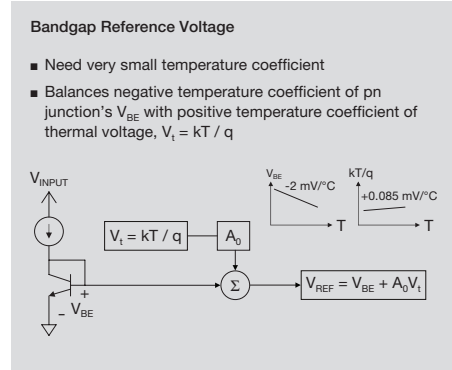 Bandgap Reference Voltage
■ Need very small temperature coefficient
■ Balances negative temperature coefficient of pn
junction's V_BE with positive temperature coefficient of
thermal voltage, V_t = kT / q
V_INPUT
V_BE
-2 mV/°C
T
kT/q
+0.085 mV/°C
T
V_t = kT / q
A_0
Σ
V_REF = V_BE + A_0V_t
+
- V_BE